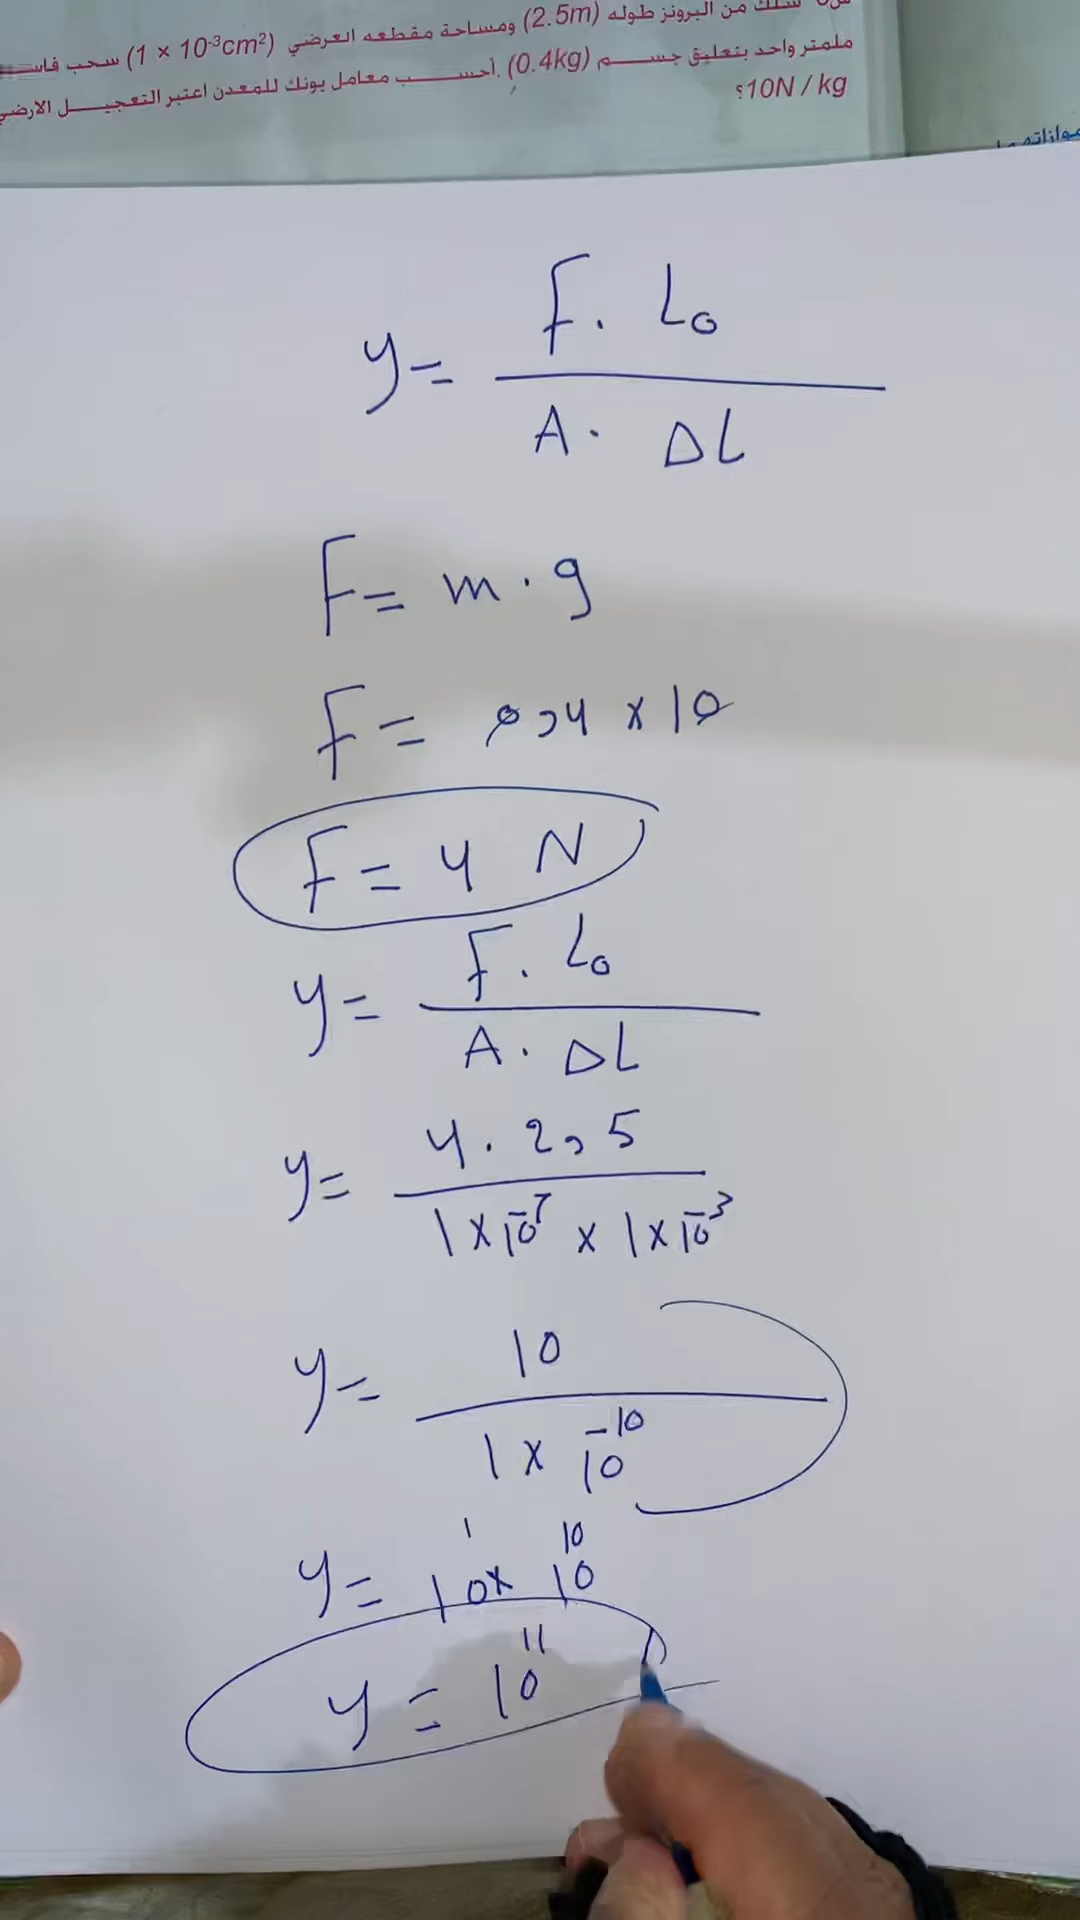 سلك من البرونز طوله (2.5m) ومساحة مقطعه العرضي (1 × 10⁻³cm²) سحب
ملمتر واحد بتعليق جسم (0.4kg) .أحسب معامل يونك للمعدن اعتبر التعجيل الارضي
10N / kg؟
y = F. L₀ / A. ΔL
F = m . g
F = 0,4 x 10
F = 4 N
y = F. L₀ / A. ΔL
y = 4. 2,5 / 1 x 10⁻⁷ x 1 x 10⁻³
y = 10 / 1 x 10⁻¹⁰
y = 10¹ x 10¹⁰
y = 10¹¹